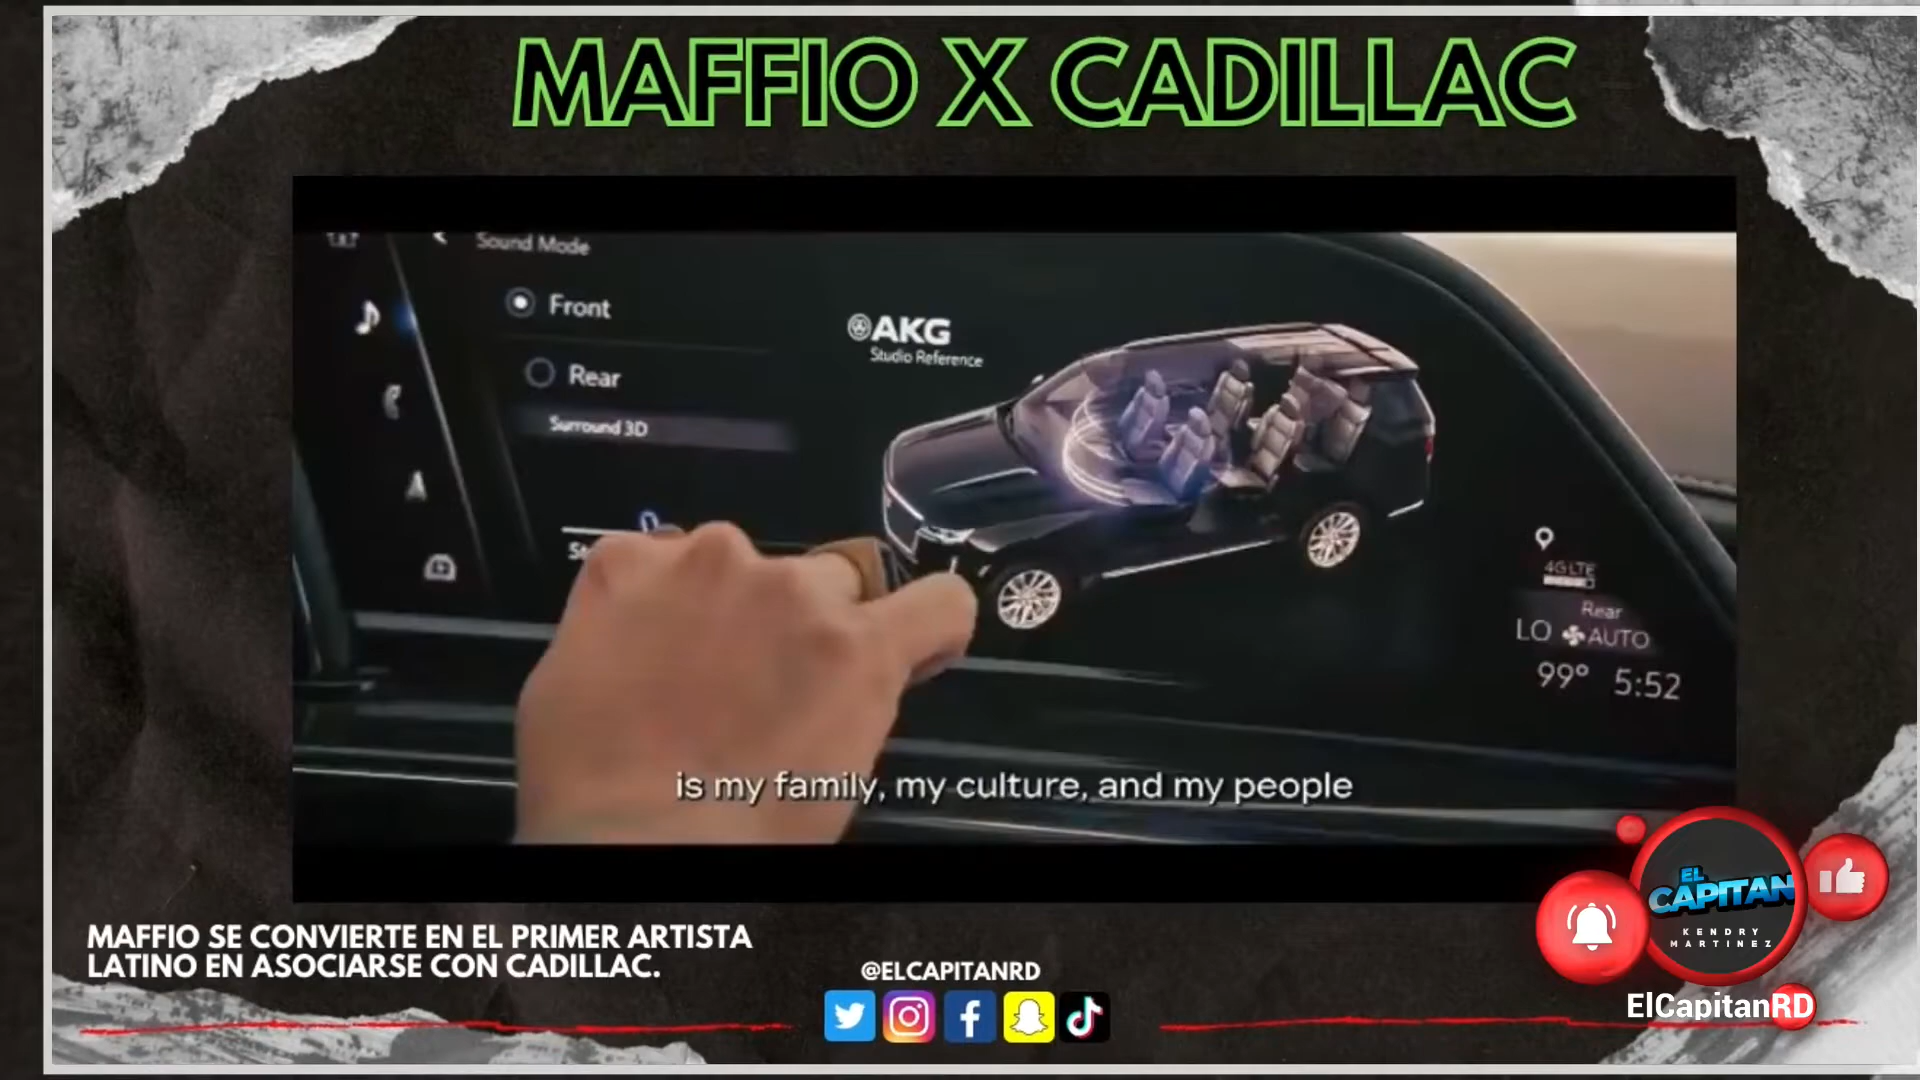 MAFFIO X CADILLAC
Sound Mode
Front
AKG
Studio Reference
Rear
Surround 3D
4G LTE
Rear
LO AUTO
99° 5:52
is my family, my culture, and my people
MAFFIO SE CONVIERTE EN EL PRIMER ARTISTA
LATINO EN ASOCIARSE CON CADILLAC.
@ELCAPITANRD
EL
CAPITAN
KENDRY
MARTINEZ
ElCapitanRD